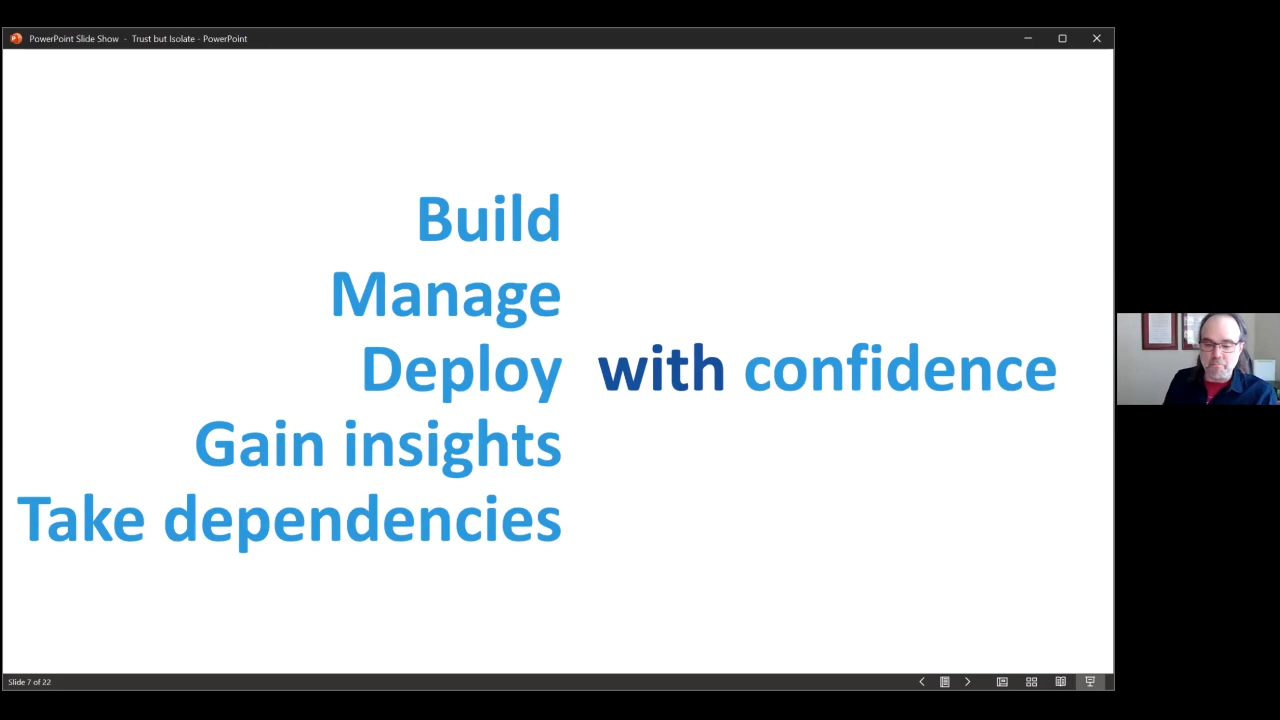 PowerPoint Slide Show - Trust but Isolate - PowerPoint
Build
Manage
Deploy with confidence
Gain insights
Take dependencies
Slide 7 of 22